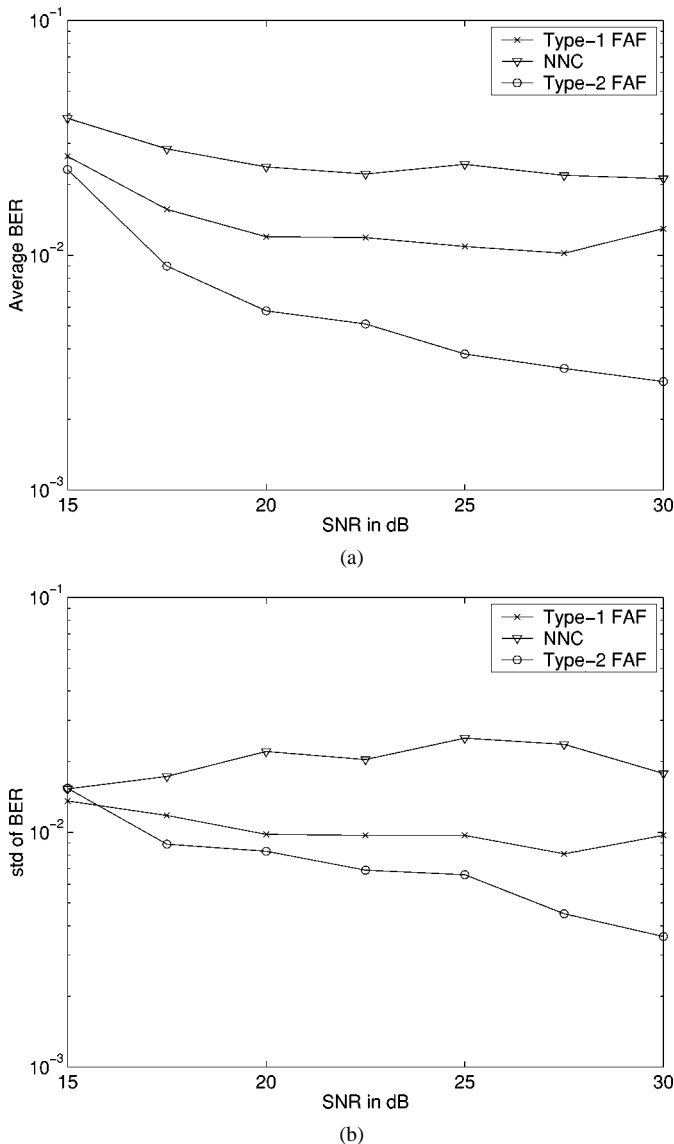 10^-1
Type-1 FAF
NNC
Type-2 FAF
Average BER
10^-2
10^-3
15 20 25 30
SNR in dB
(a)
10^-1
Type-1 FAF
NNC
Type-2 FAF
std of BER
10^-2
10^-3
15 20 25 30
SNR in dB
(b)